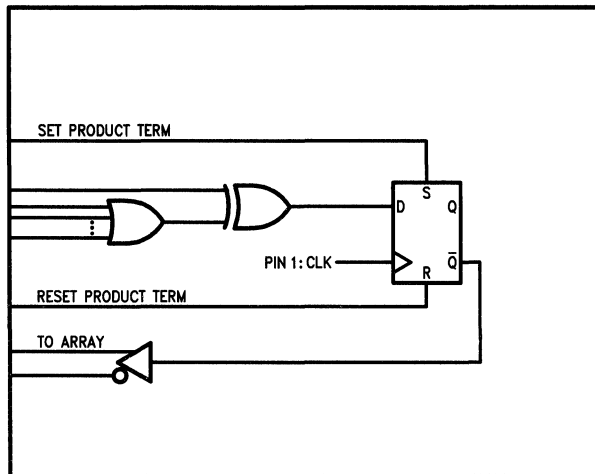 SET PRODUCT TERM
S
D Q
PIN 1: CLK
R Q̅
RESET PRODUCT TERM
TO ARRAY